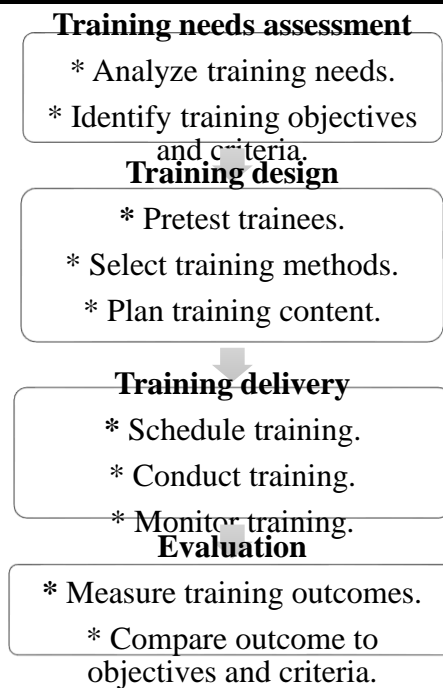 Training needs assessment
* Analyze training needs.
* Identify training objectives
and criteria.
Training design
* Pretest trainees.
* Select training methods.
* Plan training content.
Training delivery
* Schedule training.
* Conduct training.
* Monitor training.
Evaluation
* Measure training outcomes.
* Compare outcome to
objectives and criteria.